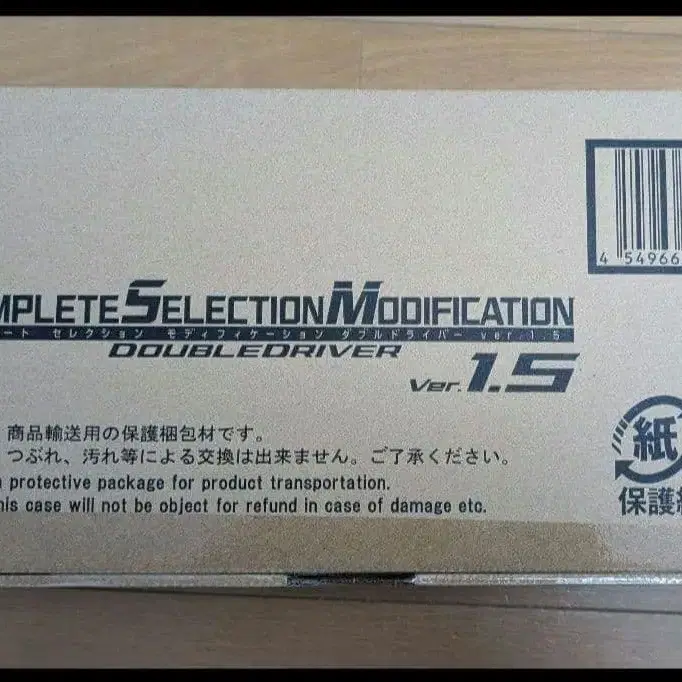 MPLETE SELECTION MODIFICATION
ート セレクション モディフィケーション ダブルドライバー ver.1.5
DOUBLEDRIVER
Ver. 1.5
4 54966
商品輸送用の保護梱包材です。
つぶれ、汚れ等による交換は出来ません。ご了承ください。
protective package for product transportation.
his case will not be object for refund in case of damage etc.
紙
保護